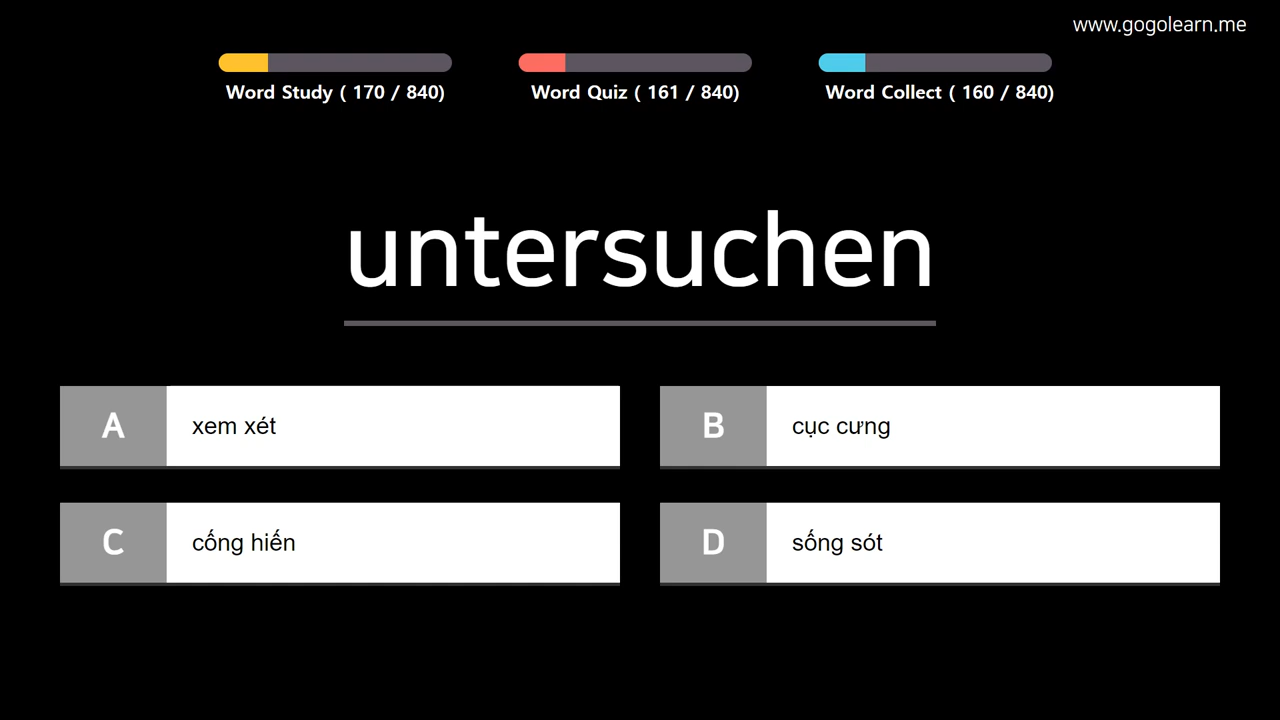 www.gogolearn.me
Word Study ( 170 / 840)
Word Quiz ( 161 / 840)
Word Collect ( 160 / 840)
untersuchen
A xem xét
B cục cưng
C cống hiến
D sống sót